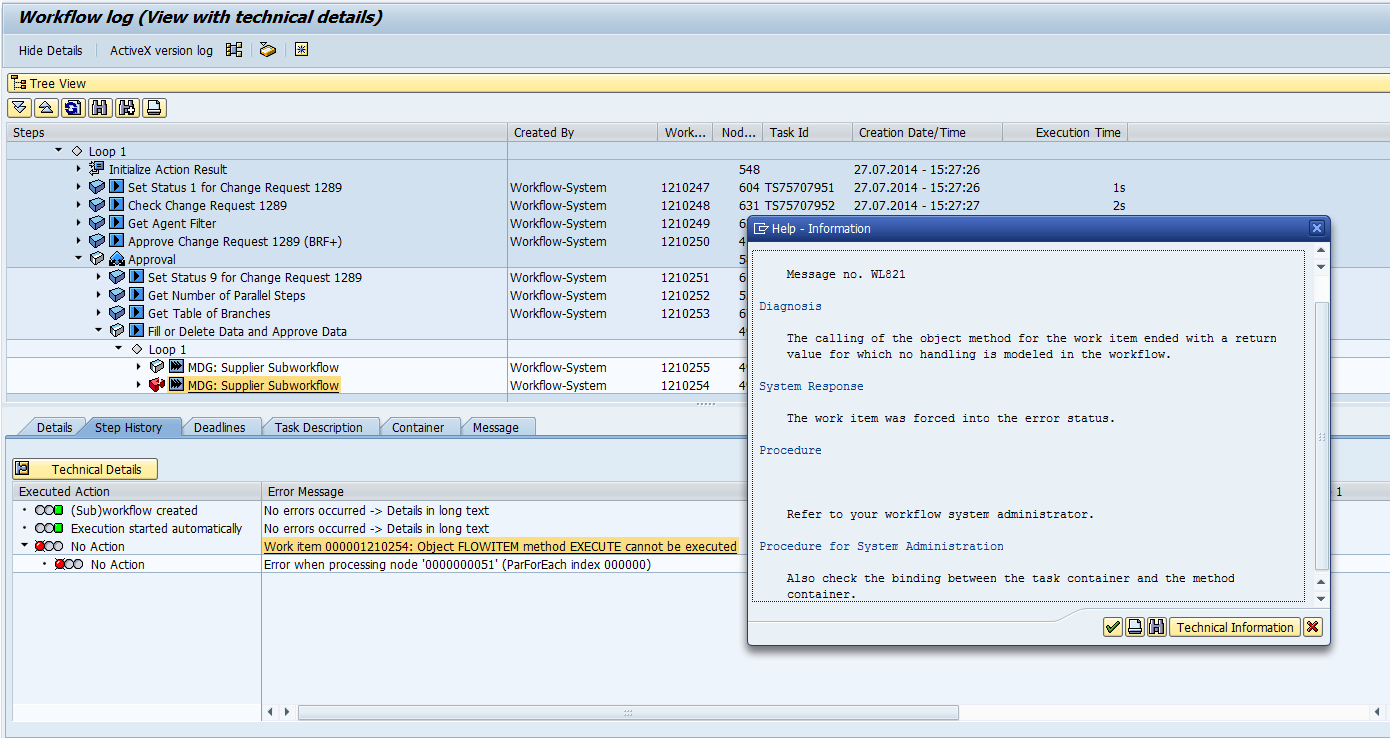 Workflow log (View with technical details)
Hide Details ActiveX version log
Tree View
Steps Created By Work... Nod... Task Id Creation Date/Time Execution Time
Loop 1
Initialize Action Result 548 27.07.2014 - 15:27:26
Set Status 1 for Change Request 1289 Workflow-System 1210247 604 TS75707951 27.07.2014 - 15:27:26 1s
Check Change Request 1289 Workflow-System 1210248 631 TS75707952 27.07.2014 - 15:27:27 2s
Get Agent Filter Workflow-System 1210249
Approve Change Request 1289 (BRF+) Workflow-System 1210250
Approval
Set Status 9 for Change Request 1289 Workflow-System 1210251
Get Number of Parallel Steps Workflow-System 1210252
Get Table of Branches Workflow-System 1210253
Fill or Delete Data and Approve Data
Loop 1
MDG: Supplier Subworkflow Workflow-System 1210255
MDG: Supplier Subworkflow Workflow-System 1210254
Help - Information
Message no. WL821
Diagnosis
The calling of the object method for the work item ended with a return
value for which no handling is modeled in the workflow.
System Response
The work item was forced into the error status.
Procedure
Refer to your workflow system administrator.
Procedure for System Administration
Also check the binding between the task container and the method
container.
Technical Information
Details Step History Deadlines Task Description Container Message
Technical Details
Executed Action Error Message 1
(Sub)workflow created No errors occurred -> Details in long text
Execution started automatically No errors occurred -> Details in long text
No Action Work item 000001210254: Object FLOWITEM method EXECUTE cannot be executed
No Action Error when processing node '0000000051' (ParForEach index 000000)